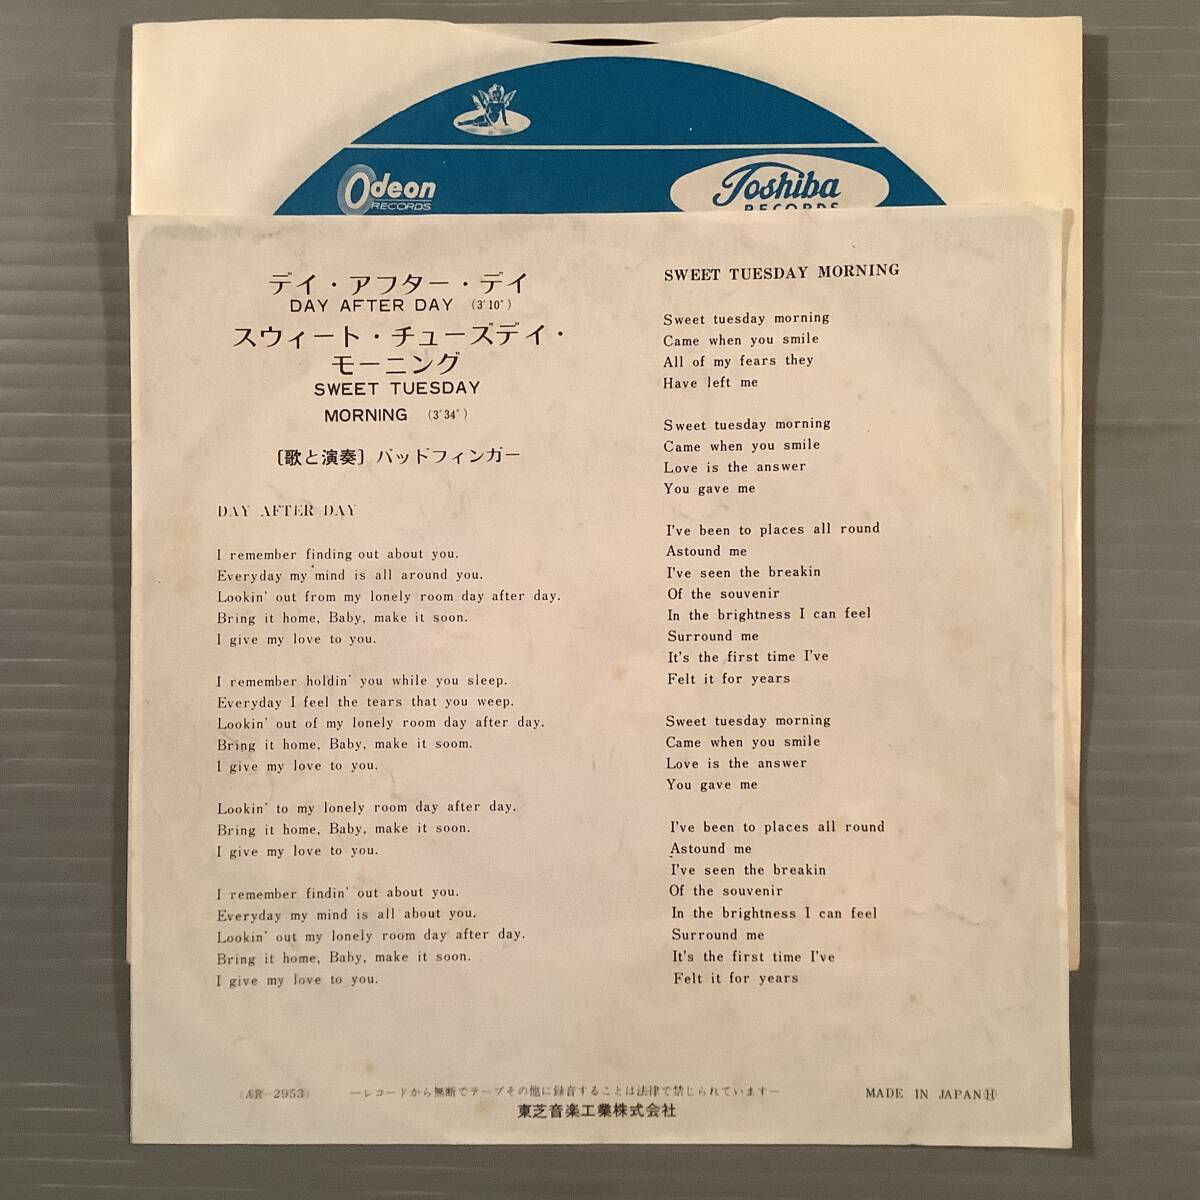 Odeon
RECORDS
Toshiba
RECORDS
デイ・アフター・デイ
DAY AFTER DAY (3'10")
スウィート・チューズデイ・
モーニング
SWEET TUESDAY
MORNING (3'34")
〔歌と演奏〕バッドフィンガー
DAY AFTER DAY
I remember finding out about you.
Everyday my mind is all around you.
Lookin' out from my lonely room day after day.
Bring it home, Baby, make it soon.
I give my love to you.
I remember holdin' you while you sleep.
Everyday I feel the tears that you weep.
Lookin' out of my lonely room day after day.
Bring it home, Baby, make it soom.
I give my love to you.
Lookin' to my lonely room day after day.
Bring it home, Baby, make it soon.
I give my love to you.
I remember findin' out about you.
Everyday my mind is all about you.
Lookin' out my lonely room day after day.
Bring it home, Baby, make it soon.
I give my love to you.
SWEET TUESDAY MORNING
Sweet tuesday morning
Came when you smile
All of my fears they
Have left me
Sweet tuesday morning
Came when you smile
Love is the answer
You gave me
I've been to places all round
Astound me
I've seen the breakin
Of the souvenir
In the brightness I can feel
Surround me
It's the first time I've
Felt it for years
Sweet tuesday morning
Came when you smile
Love is the answer
You gave me
I've been to places all round
Astound me
I've seen the breakin
Of the souvenir
In the brightness I can feel
Surround me
It's the first time I've
Felt it for years
(AR-2953)
—レコードから無断でテープその他に録音することは法律で禁じられています—
東芝音楽工業株式会社
MADE IN JAPAN Ⓗ